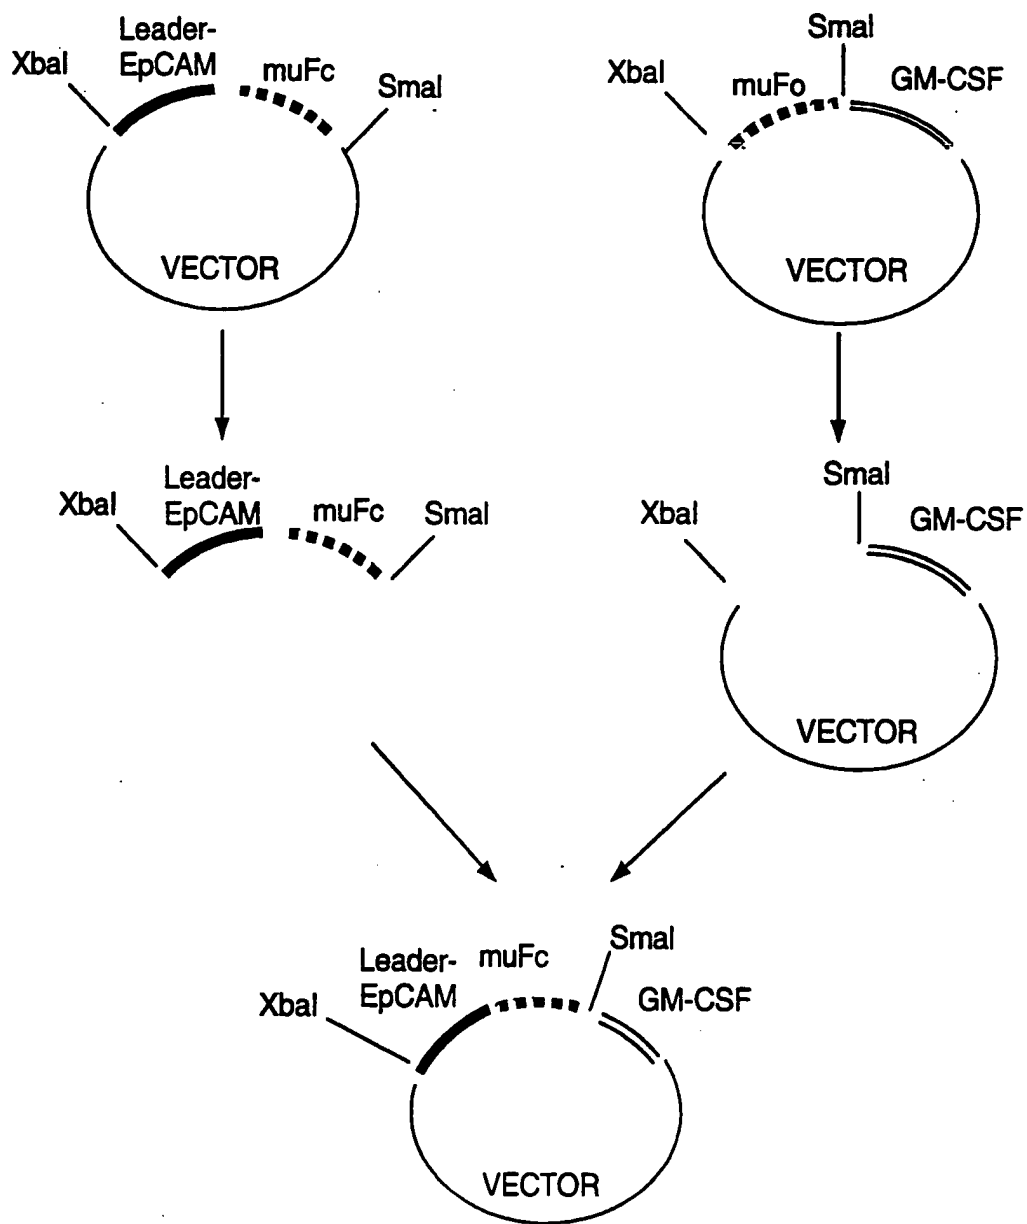 Leader-
EpCAM
XbaI
muFc
SmaI
VECTOR
SmaI
XbaI
muFo
GM-CSF
VECTOR
Leader-
EpCAM
XbaI
muFc
SmaI
SmaI
XbaI
GM-CSF
VECTOR
Leader-
EpCAM
muFc
SmaI
XbaI
GM-CSF
VECTOR